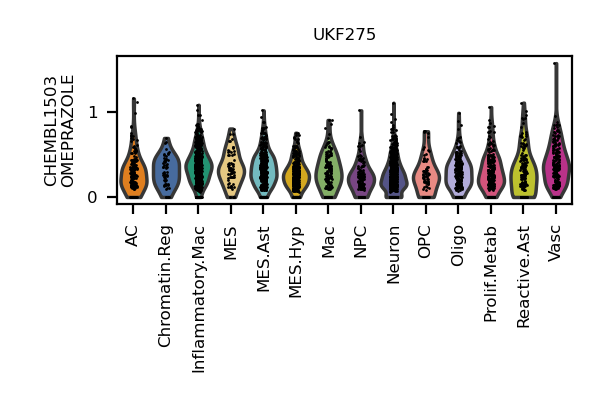 UKF275
CHEMBL1503
OMEPRAZOLE
1
0
AC
Chromatin.Reg
Inflammatory.Mac
MES
MES.Ast
MES.Hyp
Mac
NPC
Neuron
OPC
Oligo
Prolif.Metab
Reactive.Ast
Vasc